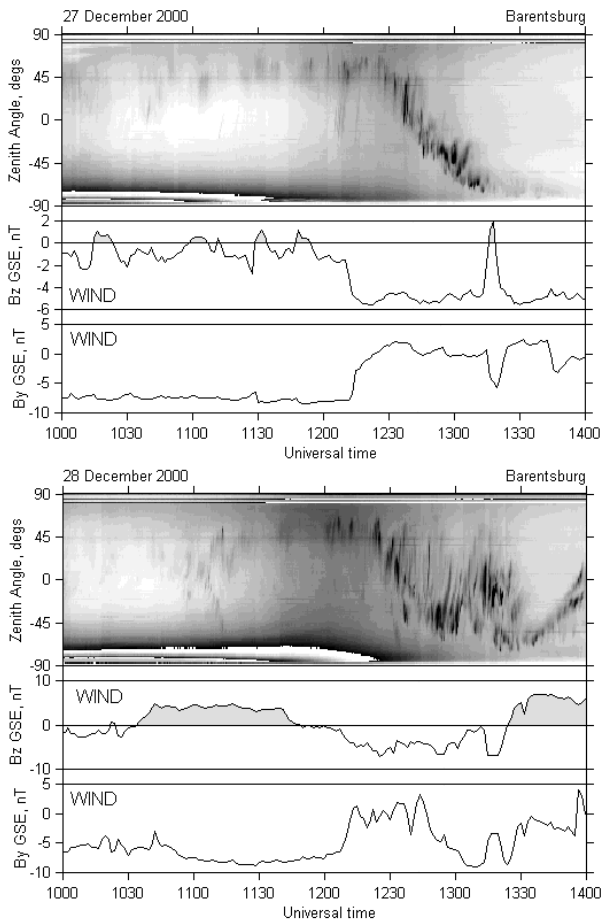 27 December 2000 Barentsburg
90
45
0
-45
-90
Zenith Angle, degs
2
0
-2
-4
-6
Bz GSE, nT
WIND
5
0
-5
-10
By GSE, nT
WIND
1000 1030 1100 1130 1200 1230 1300 1330 1400
Universal time
28 December 2000 Barentsburg
90
45
0
-45
-90
Zenith Angle, degs
10
0
-10
Bz GSE, nT
WIND
5
0
-5
-10
By GSE, nT
WIND
1000 1030 1100 1130 1200 1230 1300 1330 1400
Universal time